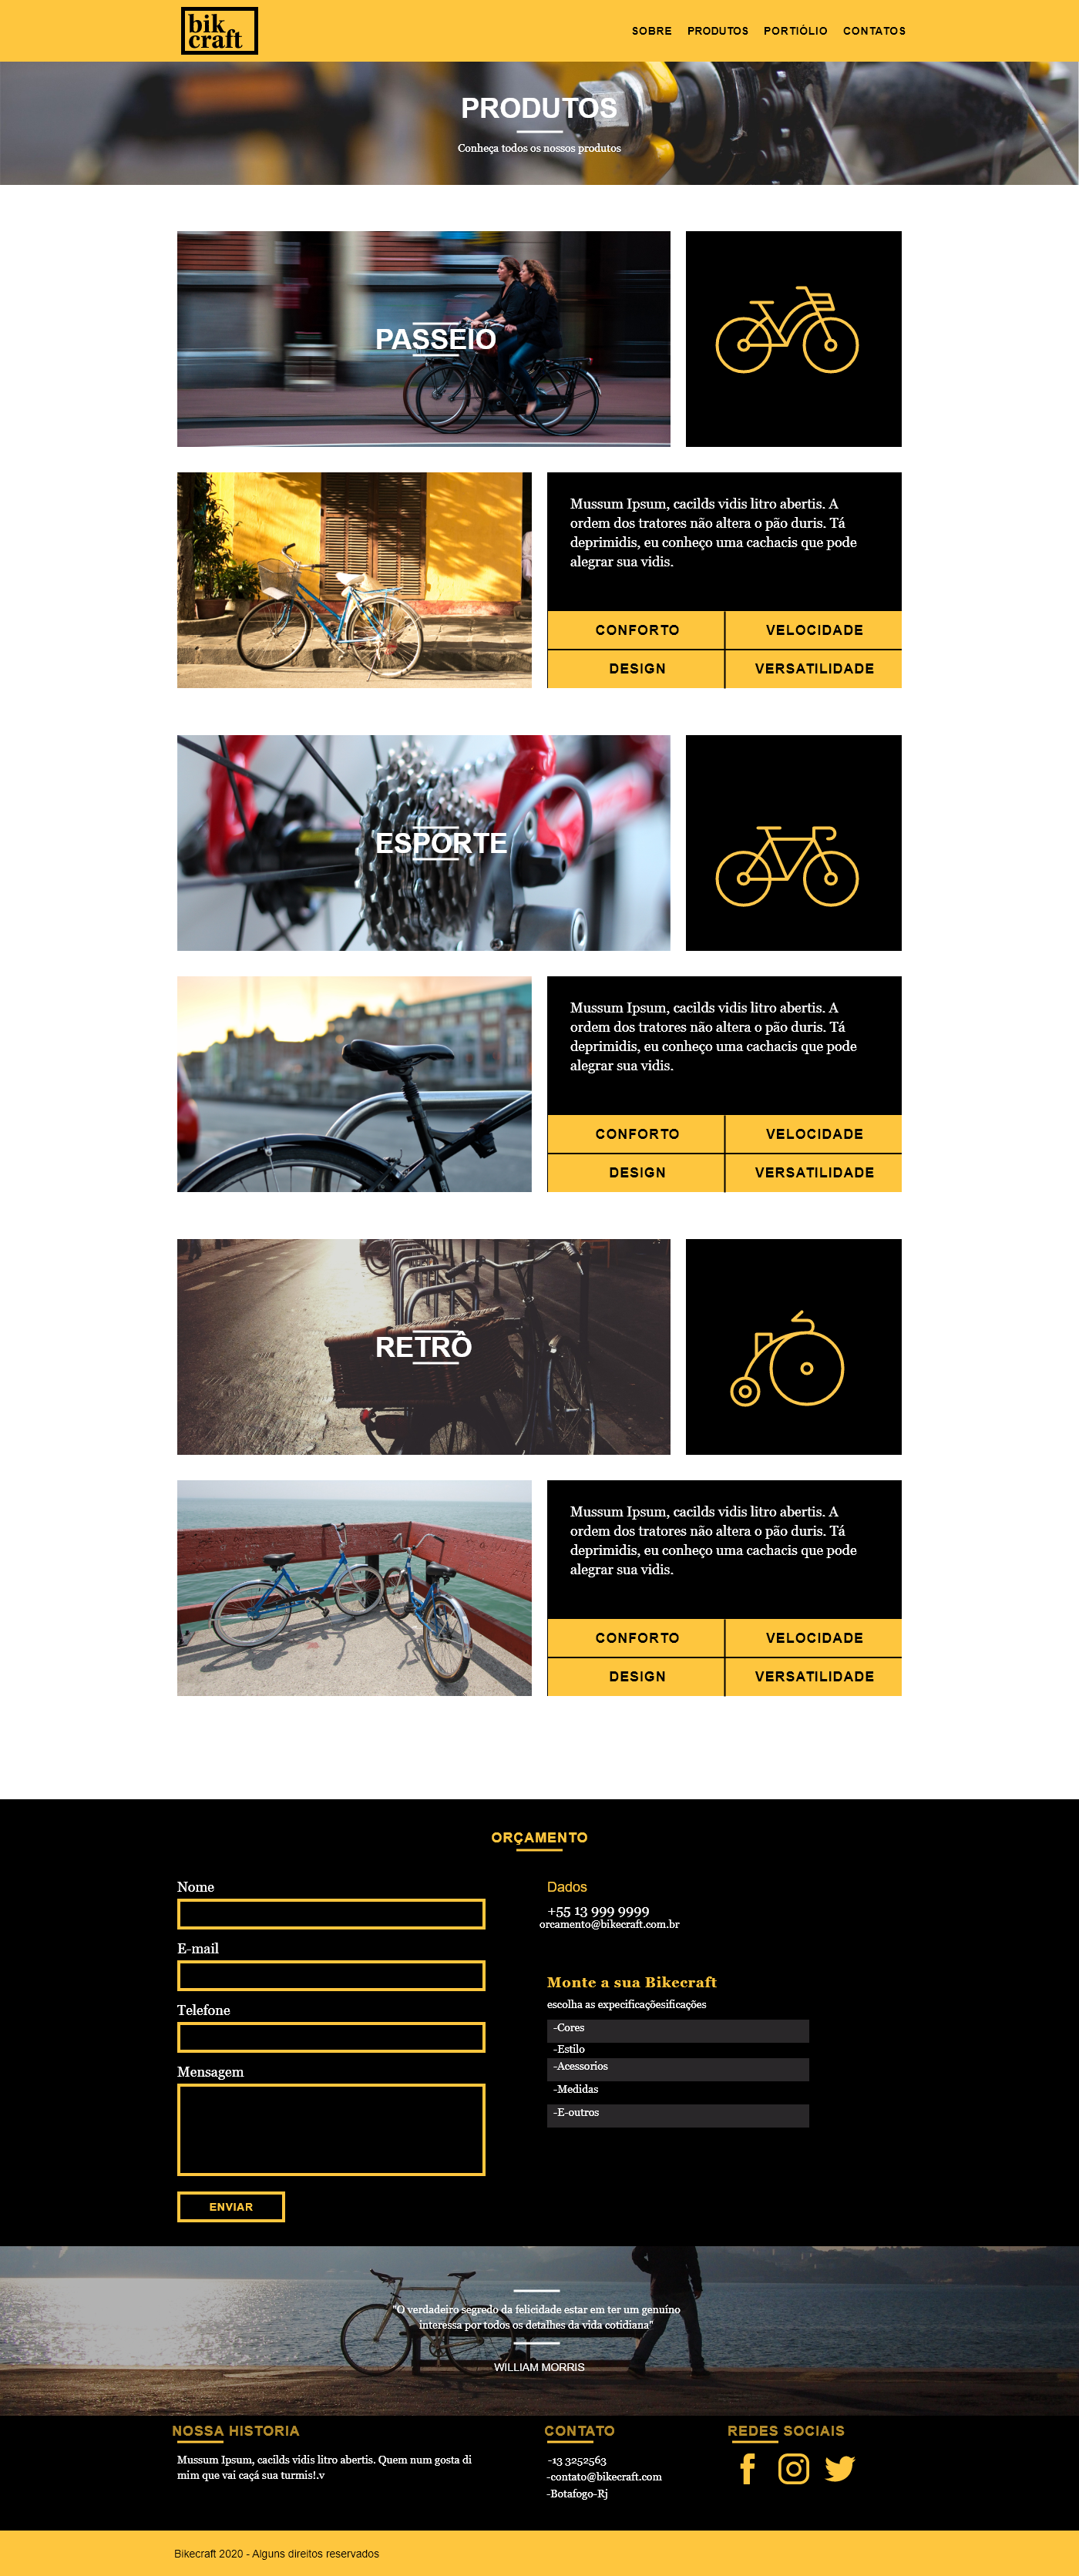 bik
craft
SOBRE PRODUTOS PORTIÓLIO CONTATOS
PRODUTOS
Conheça todos os nossos produtos
PASSEIO
Mussum Ipsum, cacilds vidis litro abertis. A
ordem dos tratores não altera o pão duris. Tá
deprimidis, eu conheço uma cachacis que pode
alegrar sua vidis.
CONFORTO VELOCIDADE
DESIGN VERSATILIDADE
ESPORTE
Mussum Ipsum, cacilds vidis litro abertis. A
ordem dos tratores não altera o pão duris. Tá
deprimidis, eu conheço uma cachacis que pode
alegrar sua vidis.
CONFORTO VELOCIDADE
DESIGN VERSATILIDADE
RETRÔ
Mussum Ipsum, cacilds vidis litro abertis. A
ordem dos tratores não altera o pão duris. Tá
deprimidis, eu conheço uma cachacis que pode
alegrar sua vidis.
CONFORTO VELOCIDADE
DESIGN VERSATILIDADE
ORÇAMENTO
Nome
E-mail
Telefone
Mensagem
ENVIAR
Dados
+55 13 999 9999
orcamento@bikecraft.com.br
Monte a sua Bikecraft
escolha as expecificaçõesificações
-Cores
-Estilo
-Acessorios
-Medidas
-E-outros
"O verdadeiro segredo da felicidade estar em ter um genuíno
interessa por todos os detalhes da vida cotidiana"
WILLIAM MORRIS
NOSSA HISTORIA
Mussum Ipsum, cacilds vidis litro abertis. Quem num gosta di
mim que vai caçá sua turmis!.v
CONTATO
-13 3252563
-contato@bikecraft.com
-Botafogo-Rj
REDES SOCIAIS
Bikecraft 2020 - Alguns direitos reservados